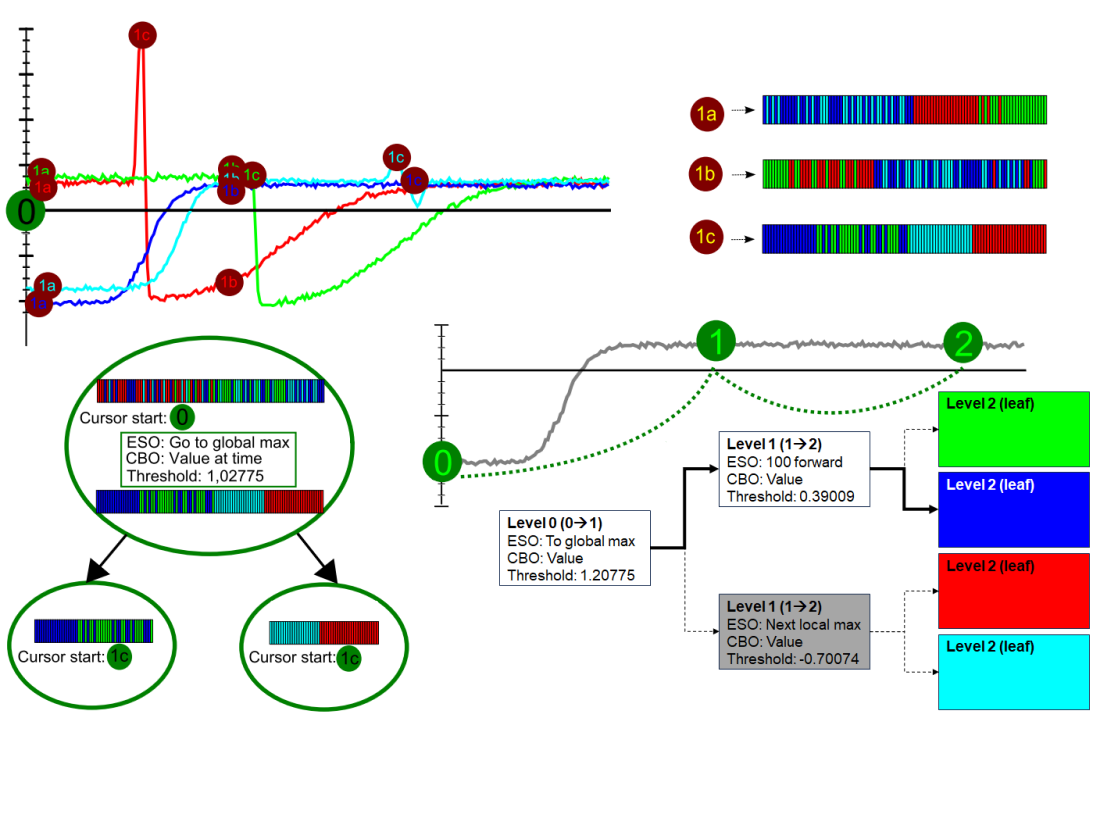 1c
1a
1a
0
1a
1a
1b
1b
1b
1c
1b
1c
1c
1a
1b
1c
Cursor start: 0
ESO: Go to global max
CBO: Value at time
Threshold: 1,02775
Cursor start: 1c
Cursor start: 1c
0
1
2
Level 0 (0→1)
ESO: To global max
CBO: Value
Threshold: 1.20775
Level 1 (1→2)
ESO: 100 forward
CBO: Value
Threshold: 0.39009
Level 1 (1→2)
ESO: Next local max
CBO: Value
Threshold: -0.70074
Level 2 (leaf)
Level 2 (leaf)
Level 2 (leaf)
Level 2 (leaf)